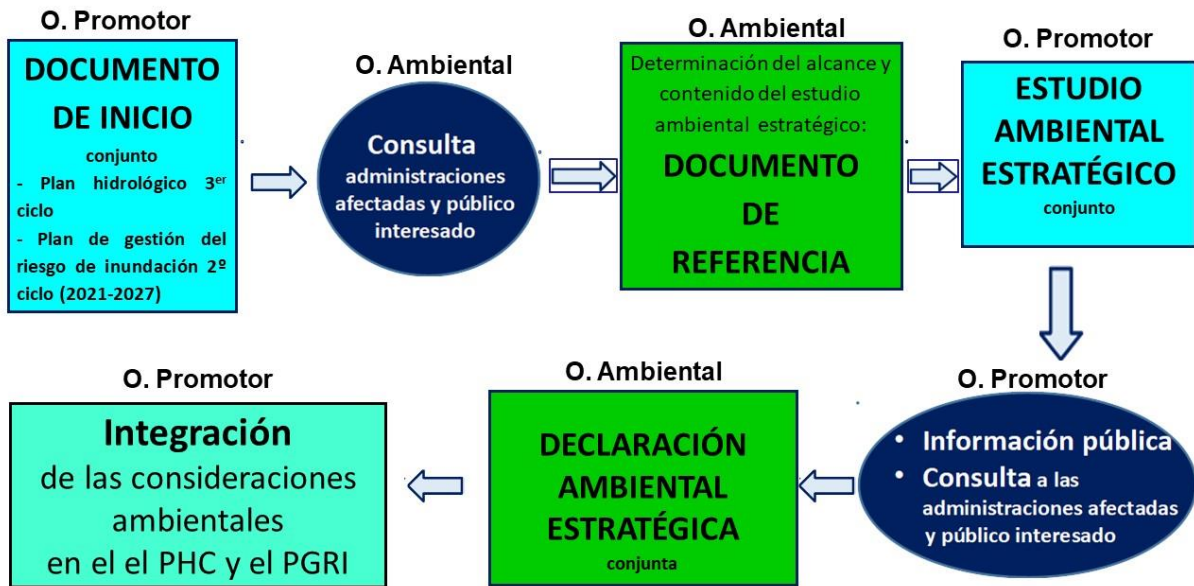 O. Promotor
DOCUMENTO
DE INICIO
conjunto
- Plan hidrológico 3er
ciclo
- Plan de gestión del
riesgo de inundación 2º
ciclo (2021-2027)
O. Ambiental
Consulta
administraciones
afectadas y público
interesado
O. Ambiental
Determinación del alcance y
contenido del estudio
ambiental estratégico:
DOCUMENTO
DE
REFERENCIA
O. Promotor
ESTUDIO
AMBIENTAL
ESTRATÉGICO
conjunto
O. Promotor
• Información pública
• Consulta a las
administraciones afectadas
y público interesado
O. Ambiental
DECLARACIÓN
AMBIENTAL
ESTRATÉGICA
conjunta
O. Promotor
Integración
de las consideraciones
ambientales
en el el PHC y el PGRI